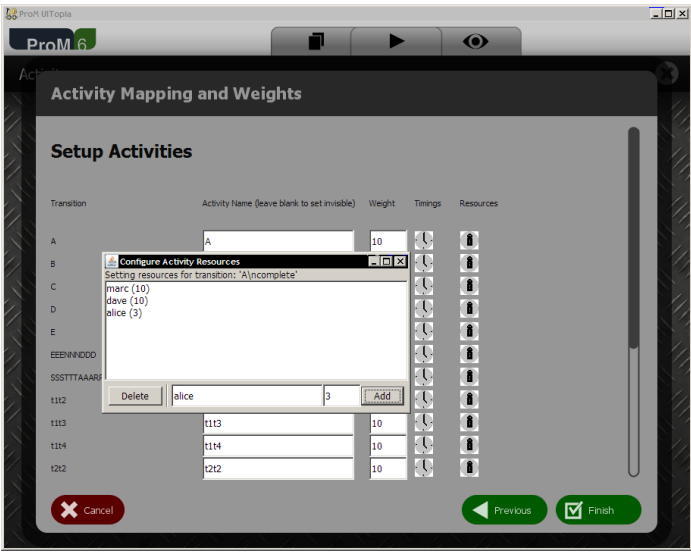 ProM UITopia
ProM 6
Activity Mapping and Weights
Setup Activities
Transition Activity Name (leave blank to set invisible) Weight Timings Resources
A A 10
B
C
D
E
EEENNNDDD
t1t2
t1t3 t1t3 10
t1t4 t1t4 10
t2t2 t2t2 10
Configure Activity Resources
Setting resources for transition: 'A\ncomplete'
marc (10)
dave (10)
alice (3)
Delete alice 3 Add
Cancel Previous Finish